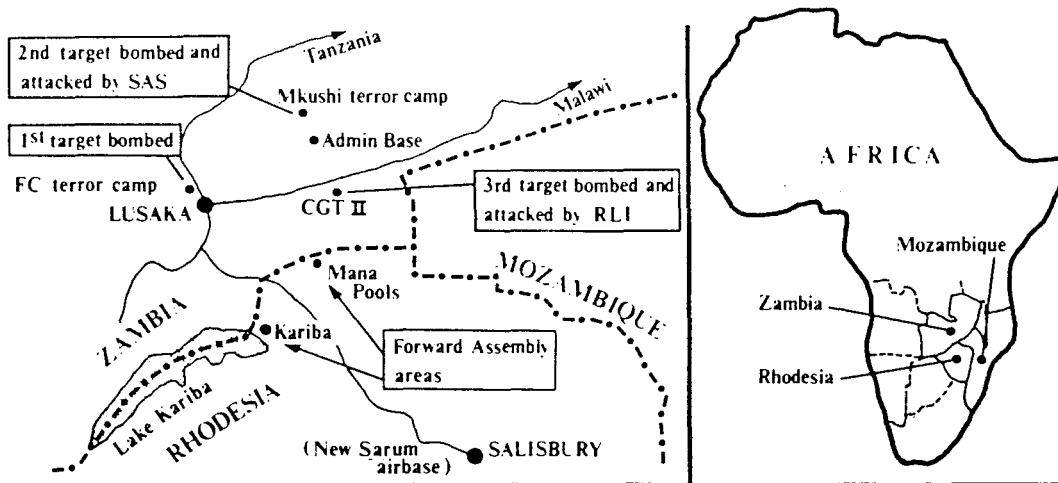 2nd target bombed and
attacked by SAS
Tanzania
Mkushi terror camp
Malawi
Admin Base
1st target bombed
FC terror camp
LUSAKA
CGT II
3rd target bombed and
attacked by RLI
Mana
Pools
MOZAMBIQUE
ZAMBIA
Kariba
Forward Assembly
areas
Lake Kariba
RHODESIA
(New Sarum
airbase)
SALISBURY
AFRICA
Mozambique
Zambia
Rhodesia